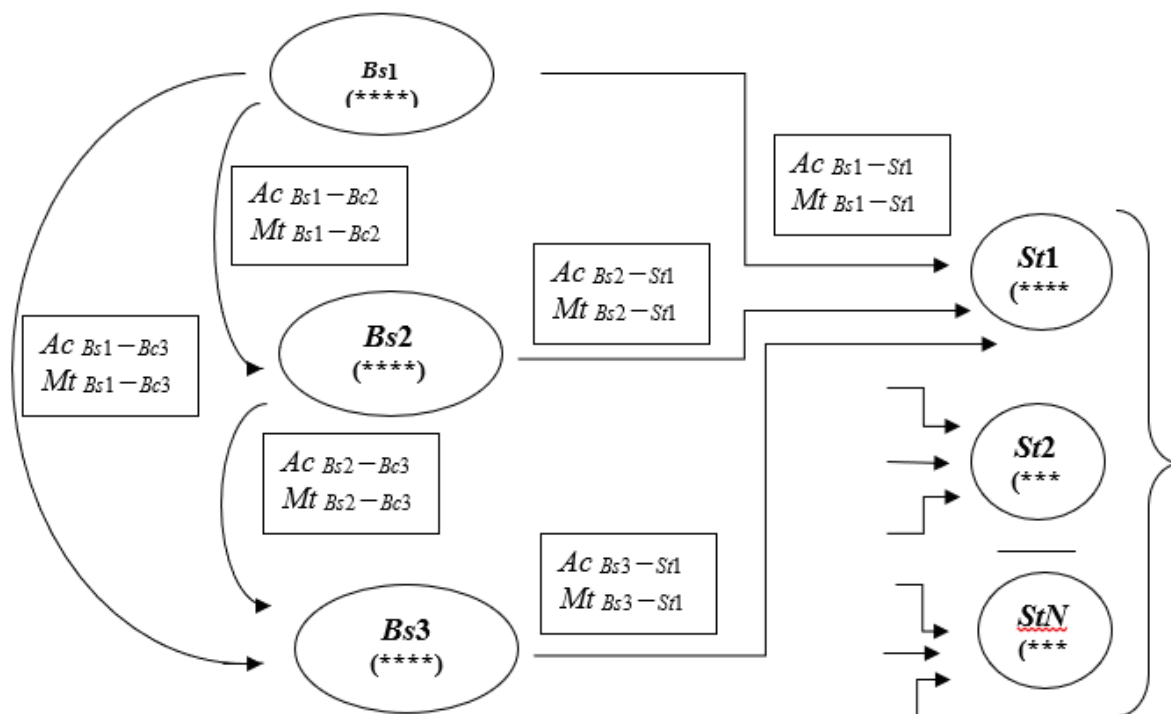 Bs1
(****)
Ac Bs1－St1
Mt Bs1－St1
Ac Bs1－Bc2
Mt Bs1－Bc2
St1
(****
Ac Bs2－St1
Mt Bs2－St1
Ac Bs1－Bc3
Mt Bs1－Bc3
Bs2
(****)
Ac Bs2－Bc3
Mt Bs2－Bc3
St2
(***
Ac Bs3－St1
Mt Bs3－St1
Bs3
(****)
StN
(***